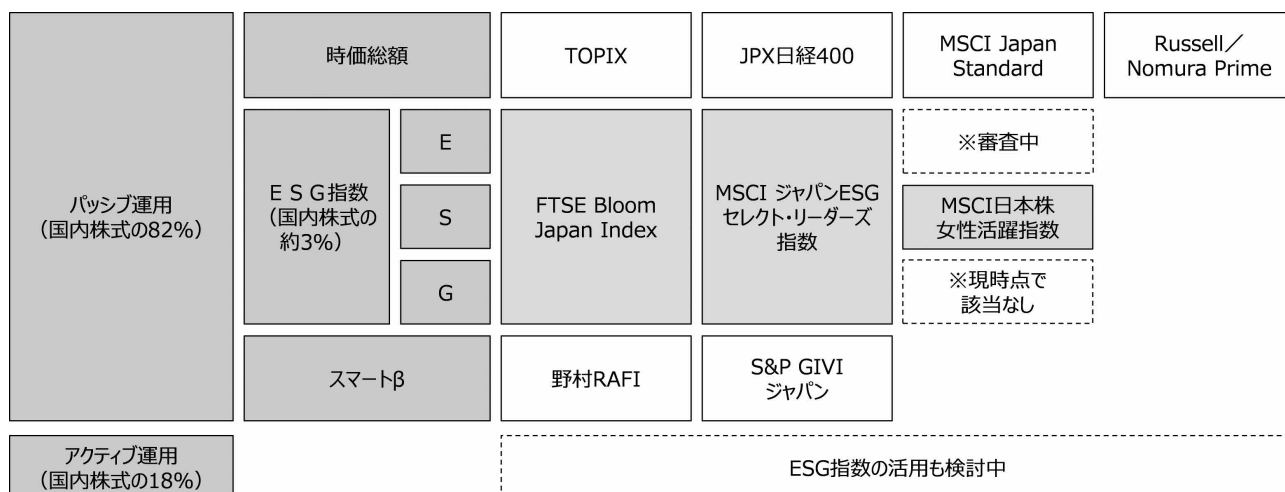 時価総額
TOPIX
JPX日経400
MSCI Japan
Standard
Russell／
Nomura Prime
パッシブ運用
（国内株式の82%）
ＥＳＧ指数
（国内株式の
約3%）
E
S
G
FTSE Bloom
Japan Index
MSCI ジャパンESG
セレクト・リーダーズ
指数
※審査中
MSCI日本株
女性活躍指数
※現時点で
該当なし
スマートβ
野村RAFI
S&P GIVI
ジャパン
アクティブ運用
（国内株式の18%）
ESG指数の活用も検討中